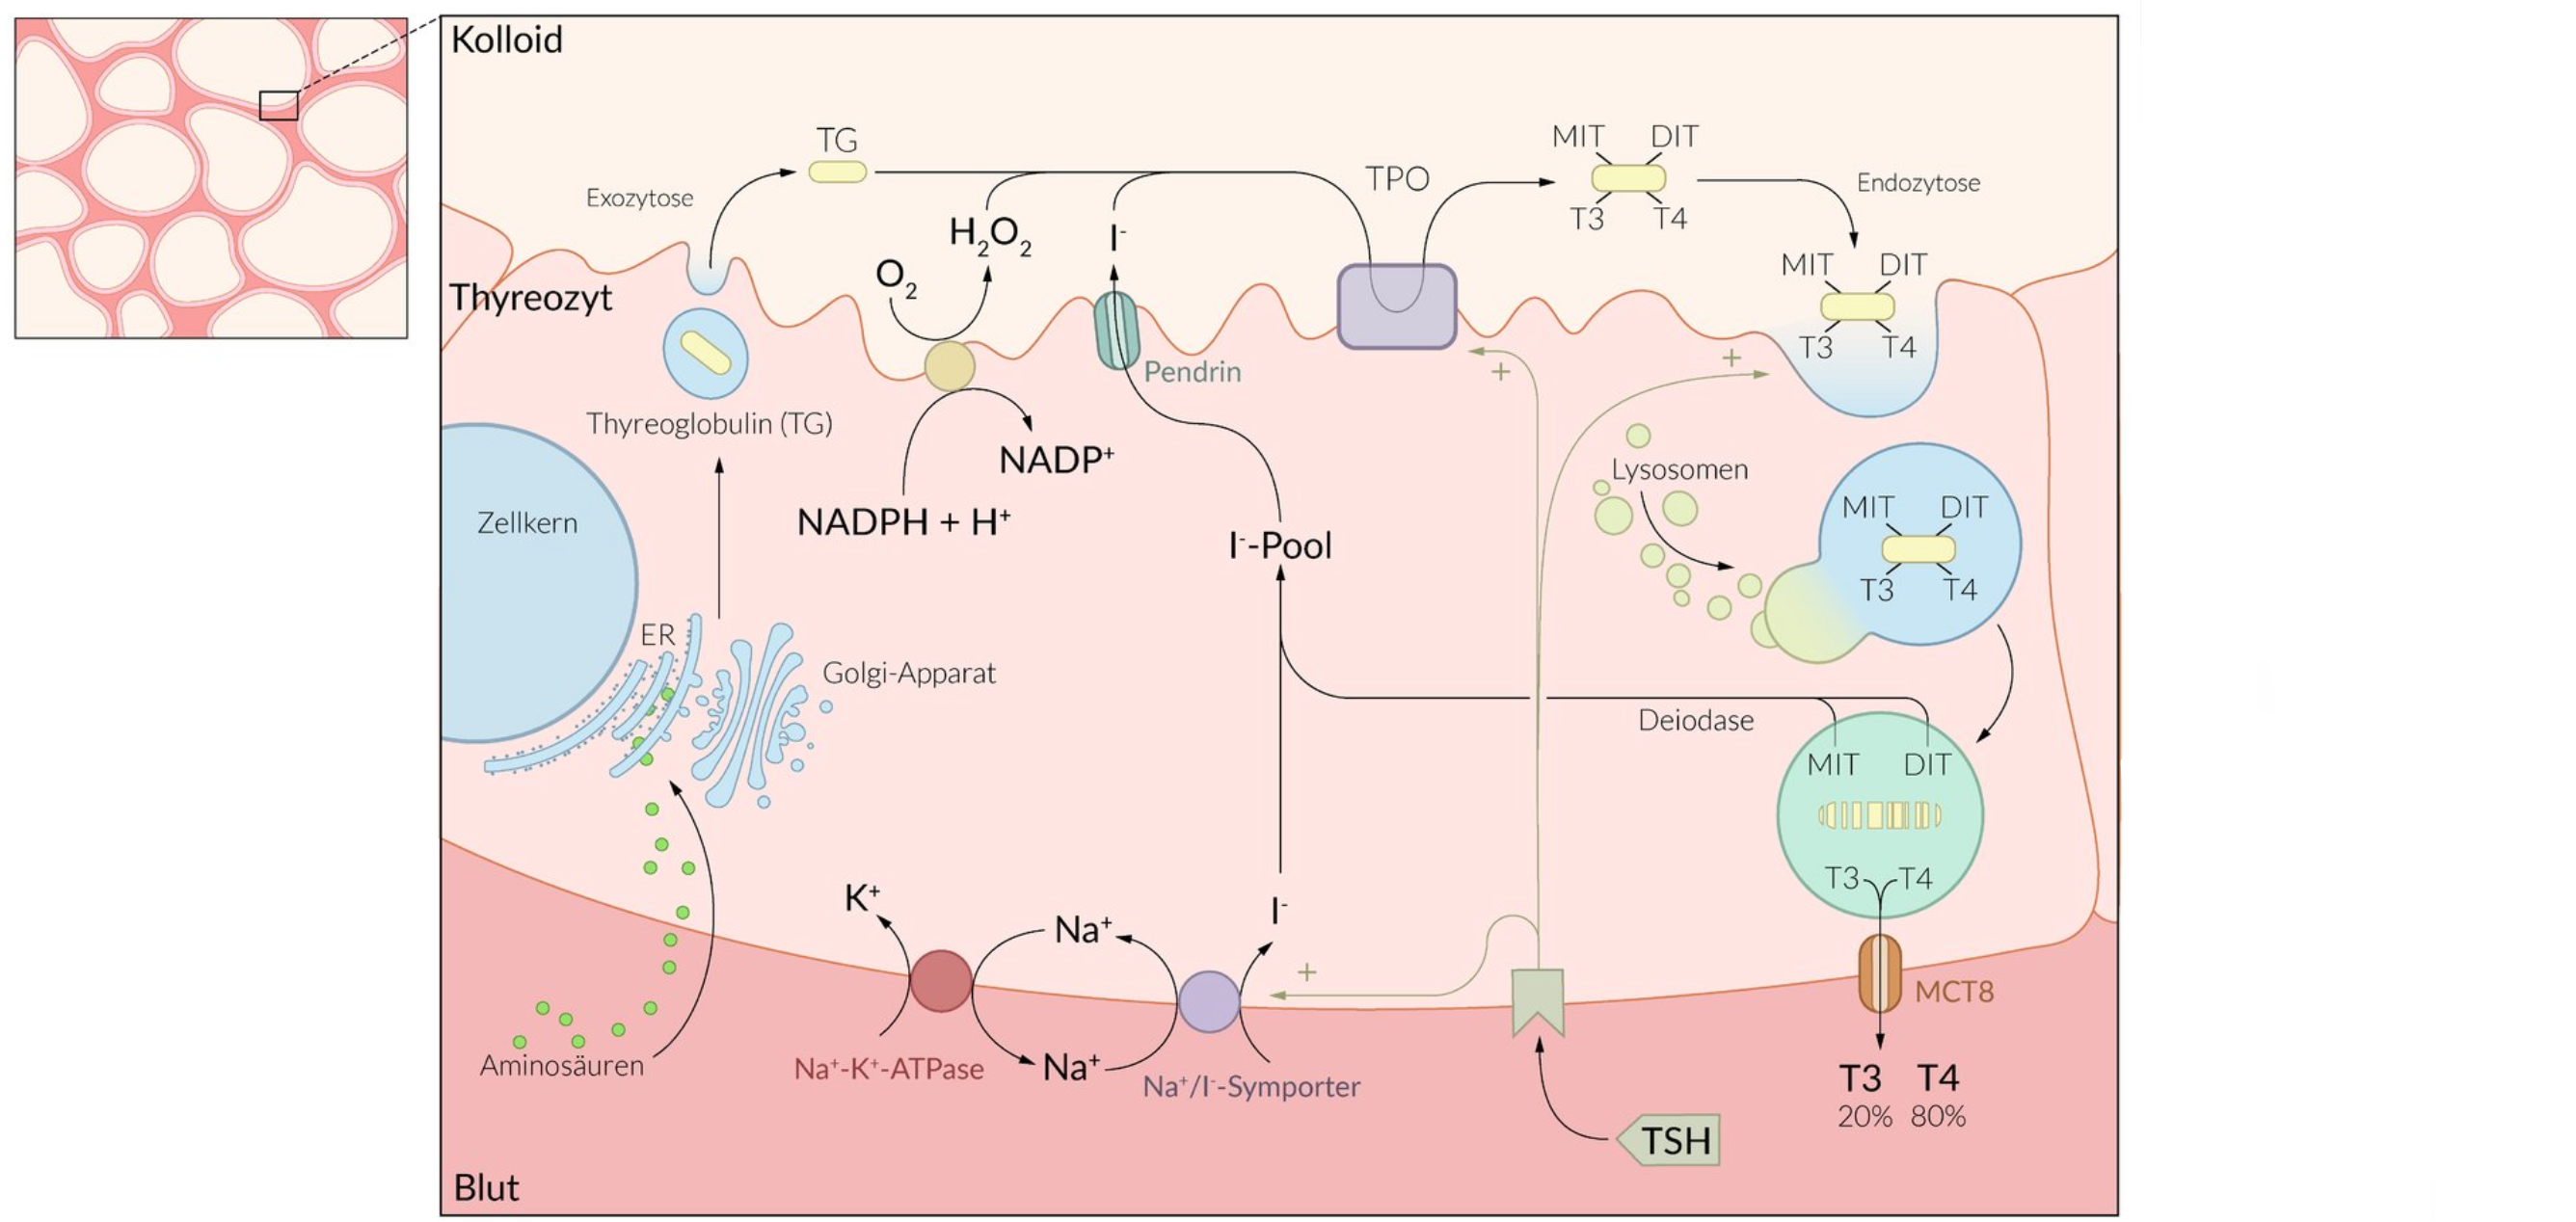 Kolloid
TG
MIT DIT
TPO
Exozytose
T3 T4
Endozytose
H₂O₂
I⁻
O₂
MIT DIT
Thyreozyt
T3 T4
+
+
Pendrin
Thyreoglobulin (TG)
NADP⁺
Lysosomen
Zellkern
NADPH + H⁺
MIT DIT
I⁻-Pool
T3 T4
ER
Golgi-Apparat
Deiodase
MIT DIT
T3 T4
K⁺
Na⁺
I⁻
+
MCT8
Aminosäuren
Na⁺-K⁺-ATPase
Na⁺
Na⁺/I⁻-Symporter
T3 T4
20% 80%
TSH
Blut